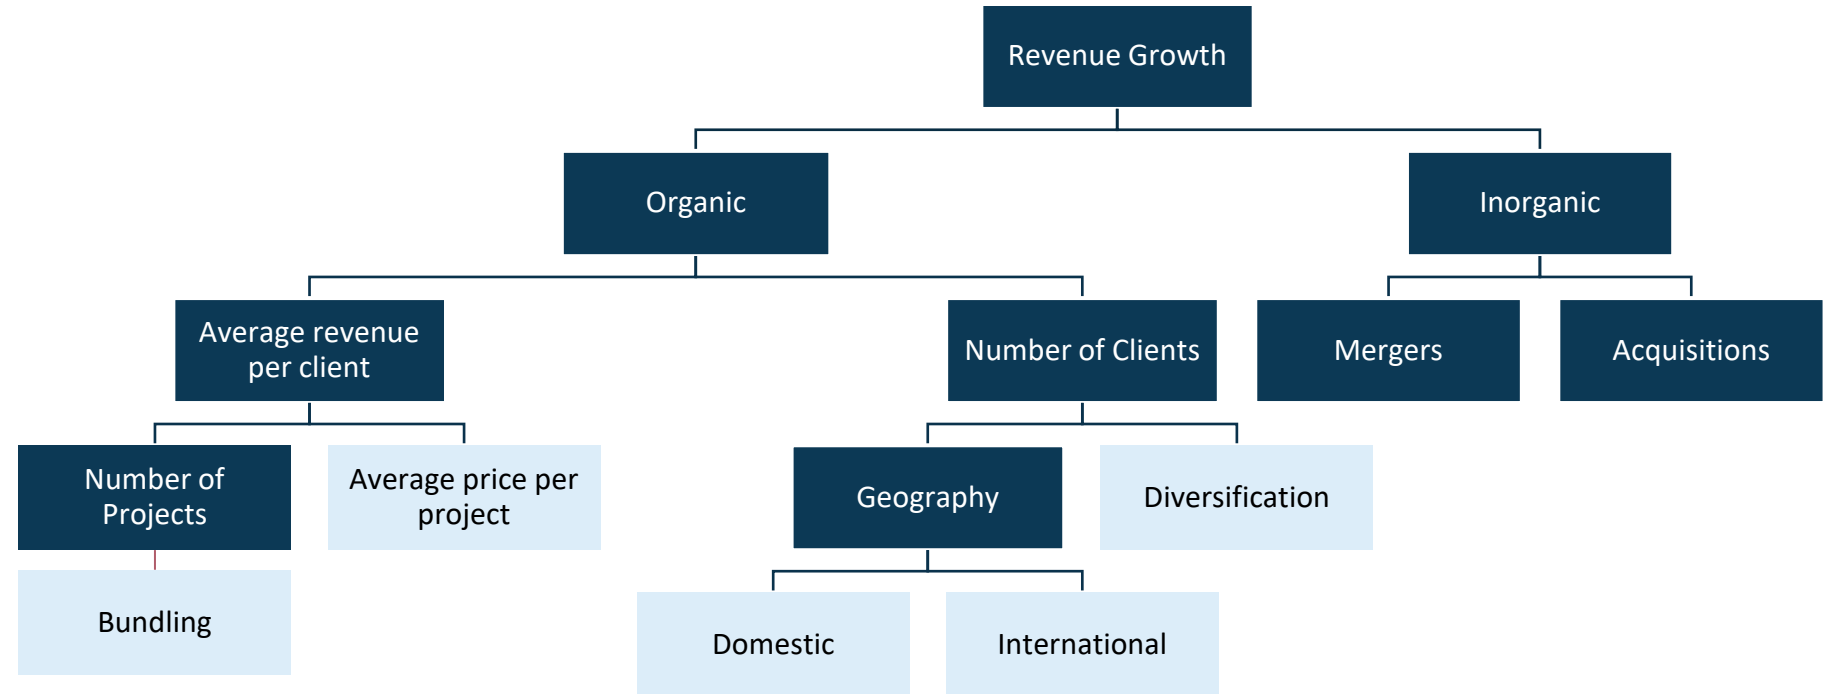 Revenue Growth
Organic
Inorganic
Average revenue
per client
Number of Clients
Mergers
Acquisitions
Number of
Projects
Average price per
project
Geography
Diversification
Bundling
Domestic
International